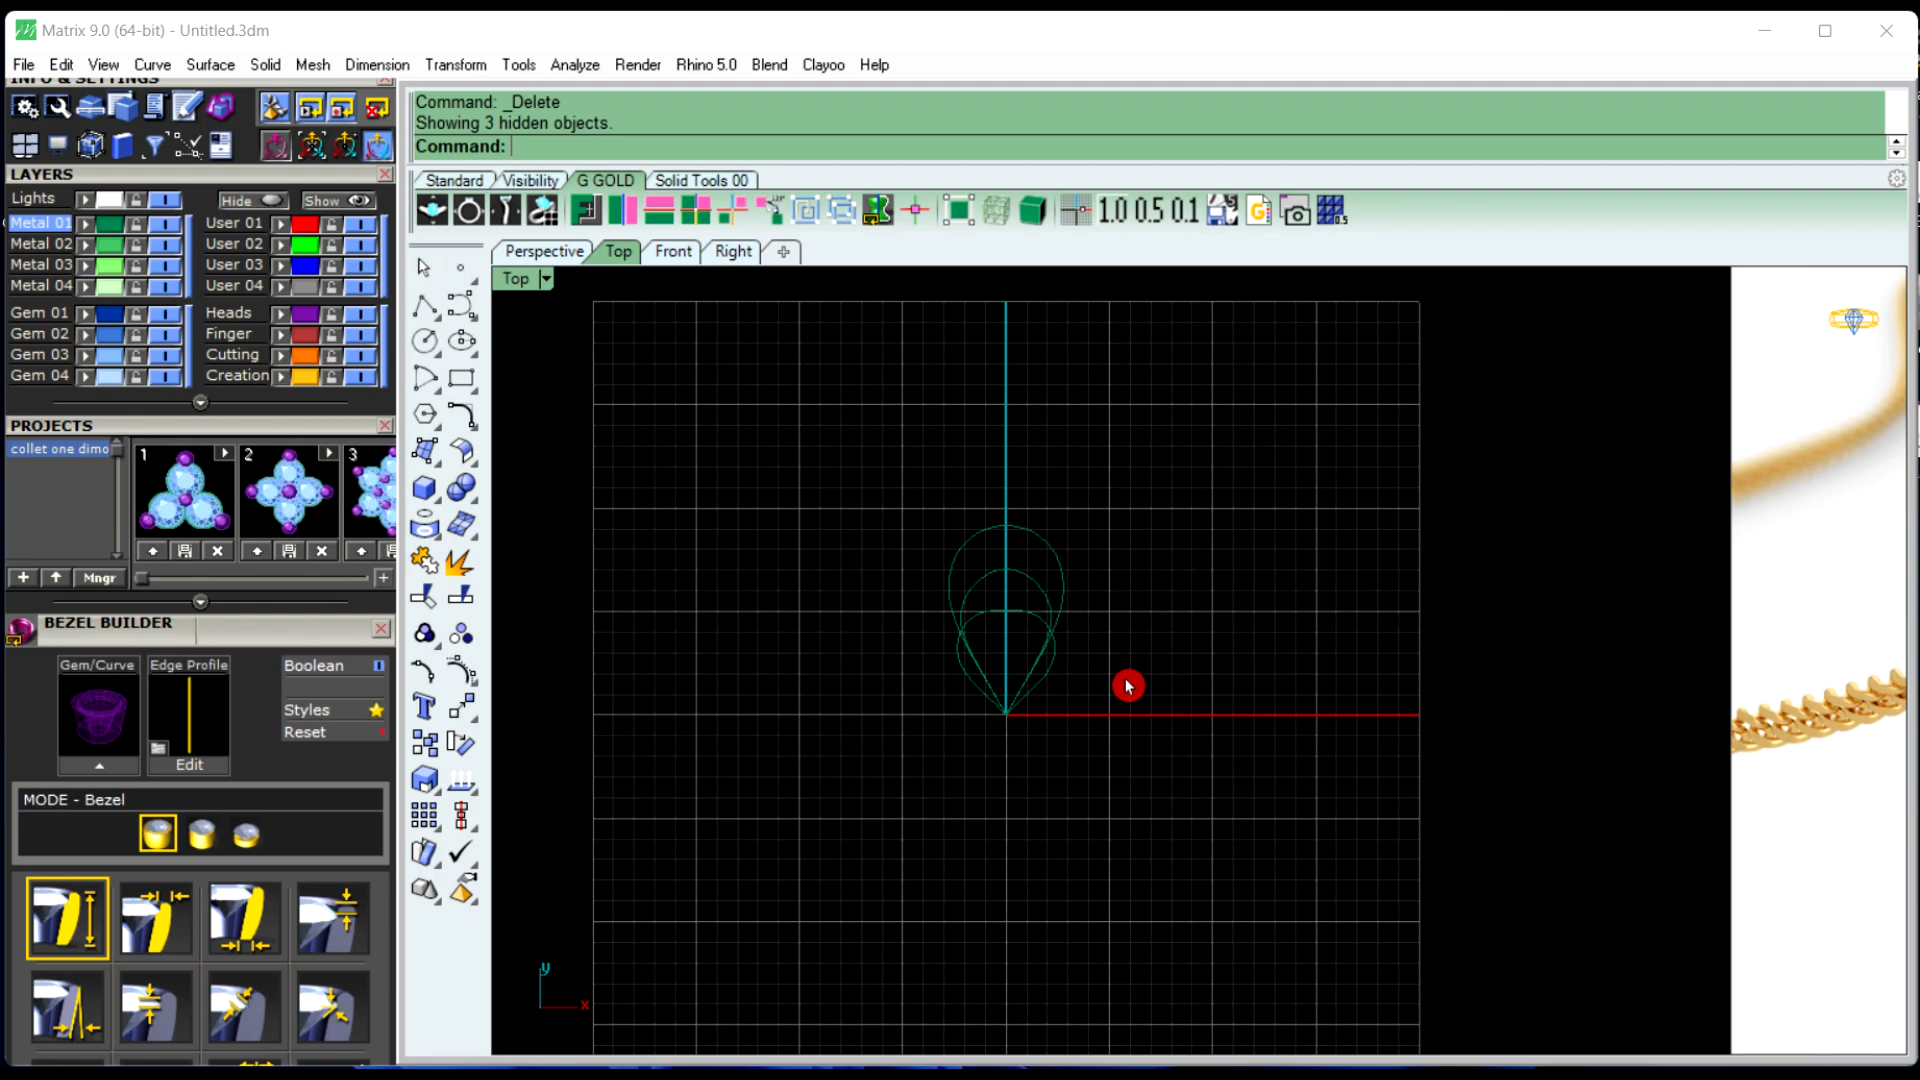 Matrix 9.0 (64-bit) - Untitled.3dm
File Edit View Curve Surface Solid Mesh Dimension Transform Tools Analyze Render Rhino 5.0 Blend Clayoo Help
INFO & SETTINGS
Command: _Delete
Showing 3 hidden objects.
Command:
LAYERS
Standard Visibility G GOLD Solid Tools 00
Lights Hide Show
1.0 0.5 0.1
G
0.5
Metal 01 User 01
Metal 02 User 02
Metal 03 User 03
Metal 04 User 04
Perspective Top Front Right
Top
Gem 01 Heads
Gem 02 Finger
Gem 03 Cutting
Gem 04 Creation
PROJECTS
collet one dimo
1 2 3
Mngr
BEZEL BUILDER
Gem/Curve Edge Profile Boolean
Styles
Reset
Edit
MODE - Bezel
T
y
x